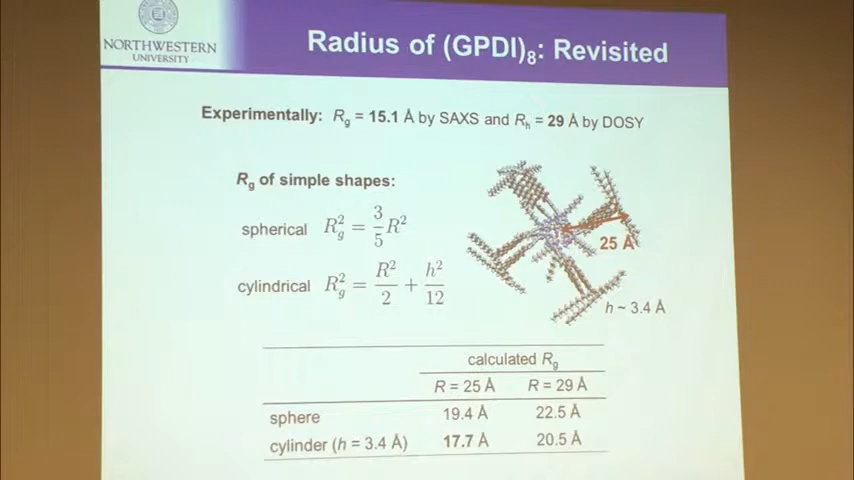 NORTHWESTERN
UNIVERSITY
Radius of (GPDI)₈: Revisited
Experimentally: Rg = 15.1 Å by SAXS and Rh = 29 Å by DOSY
Rg of simple shapes:
spherical Rg² = 3/5 R²
25 Å
cylindrical Rg² = R²/2 + h²/12
h ~ 3.4 Å
calculated Rg
R = 25 Å R = 29 Å
sphere 19.4 Å 22.5 Å
cylinder (h = 3.4 Å) 17.7 Å 20.5 Å